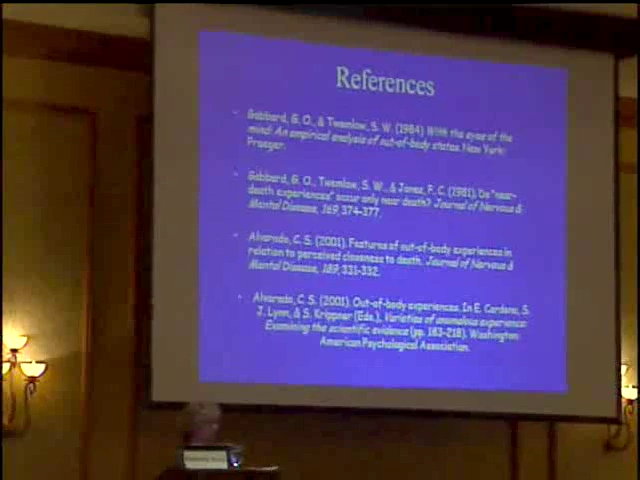 References
Gabbard, G. O., & Twemlow, S. W. (1984) With the eyes of the
mind: An empirical analysis of out-of-body states. New York:
Praeger.
Gabbard, G. O., Twemlow, S. W., & Jones, F. C. (1981). Do "near-
death experiences" occur only near death? Journal of Nervous &
Mental Disease, 169, 374-377.
Alvarado, C. S. (2001). Features of out-of-body experiences in
relation to perceived closeness to death. Journal of Nervous &
Mental Disease, 189, 331-332.
Alvarado, C. S. (2001). Out-of-body experiences. In E. Cardena, S.
J. Lynn, & S. Krippner (Eds.), Varieties of anomalous experience:
Examining the scientific evidence (pp. 183-218). Washington:
American Psychological Association.